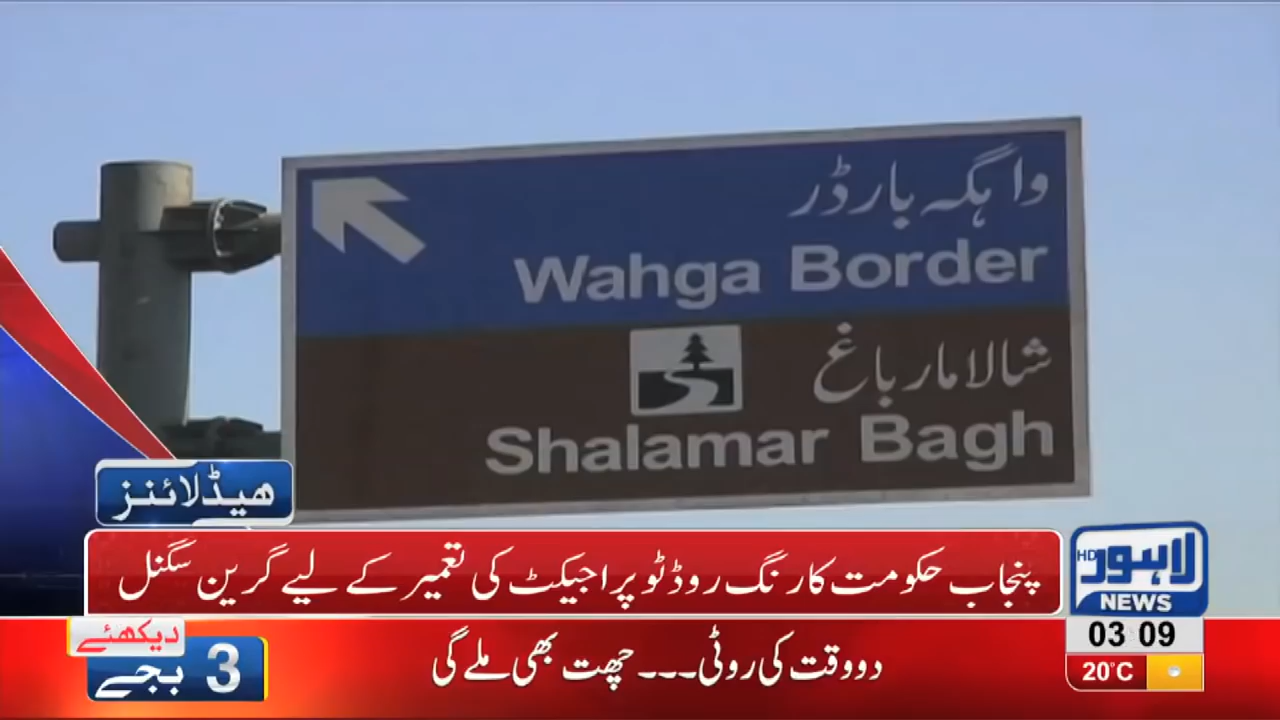 واہگہ بارڈر
Wahga Border
شالامار باغ
Shalamar Bagh
ھیڈلائنز
پنجاب حکومت کا رنگ روڈ ٹو پراجیکٹ کی تعمیر کے لیے گرین سگنل
لاہور HD
NEWS
03 09
20°C
دیکھئے
3 بجے
دو وقت کی روٹی ۔۔۔ چھت بھی ملے گی